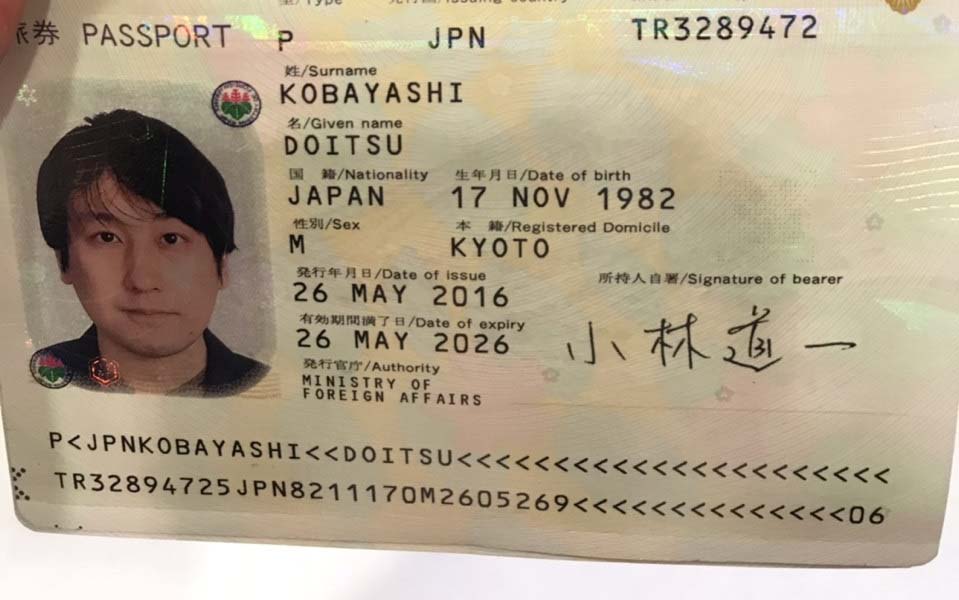 旅券 PASSPORT P JPN TR3289472
型/Type 発行国/Issuing country
姓/Surname
KOBAYASHI
名/Given name
DOITSU
国 籍/Nationality 生年月日/Date of birth
JAPAN 17 NOV 1982
性別/Sex 本 籍/Registered Domicile
M KYOTO
発行年月日/Date of issue 所持人自署/Signature of bearer
26 MAY 2016
有効期間満了日/Date of expiry
26 MAY 2026 小林道一
発行官庁/Authority
MINISTRY OF
FOREIGN AFFAIRS
P<JPNKOBAYASHI<<DOITSU<<<<<<<<<<<<<<<<<<<<<<
TR32894725JPN8211170M2605269<<<<<<<<<<<<<<06